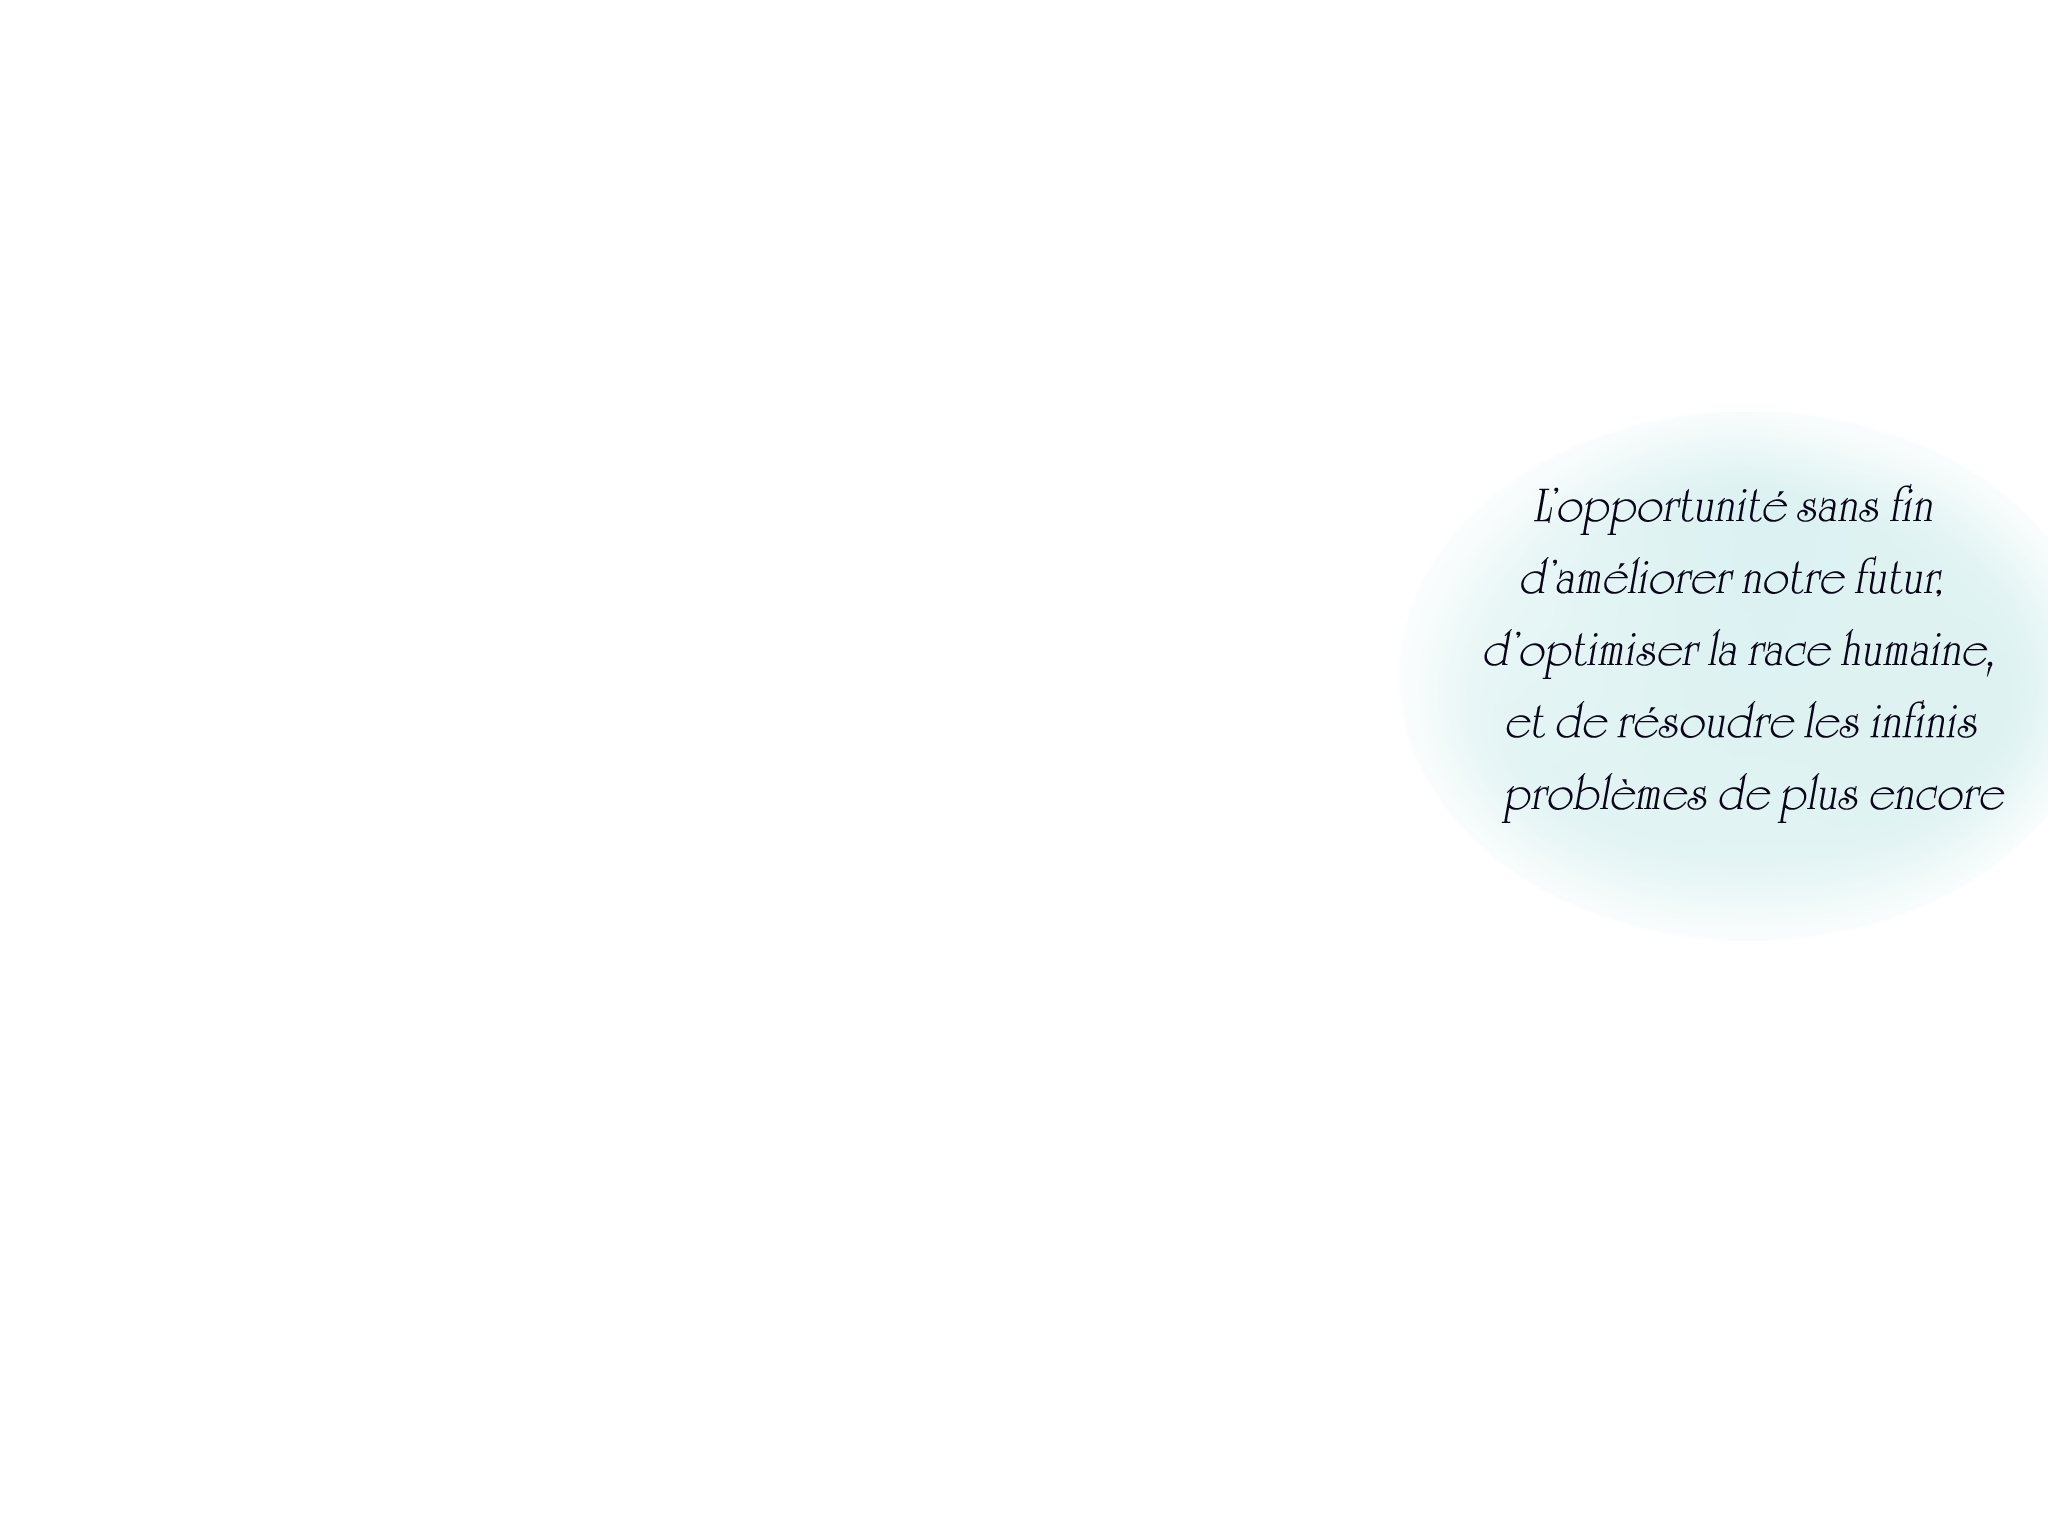 L'opportunité sans fin
d'améliorer notre futur,
d'optimiser la race humaine,
et de résoudre les infinis
problèmes de plus encore